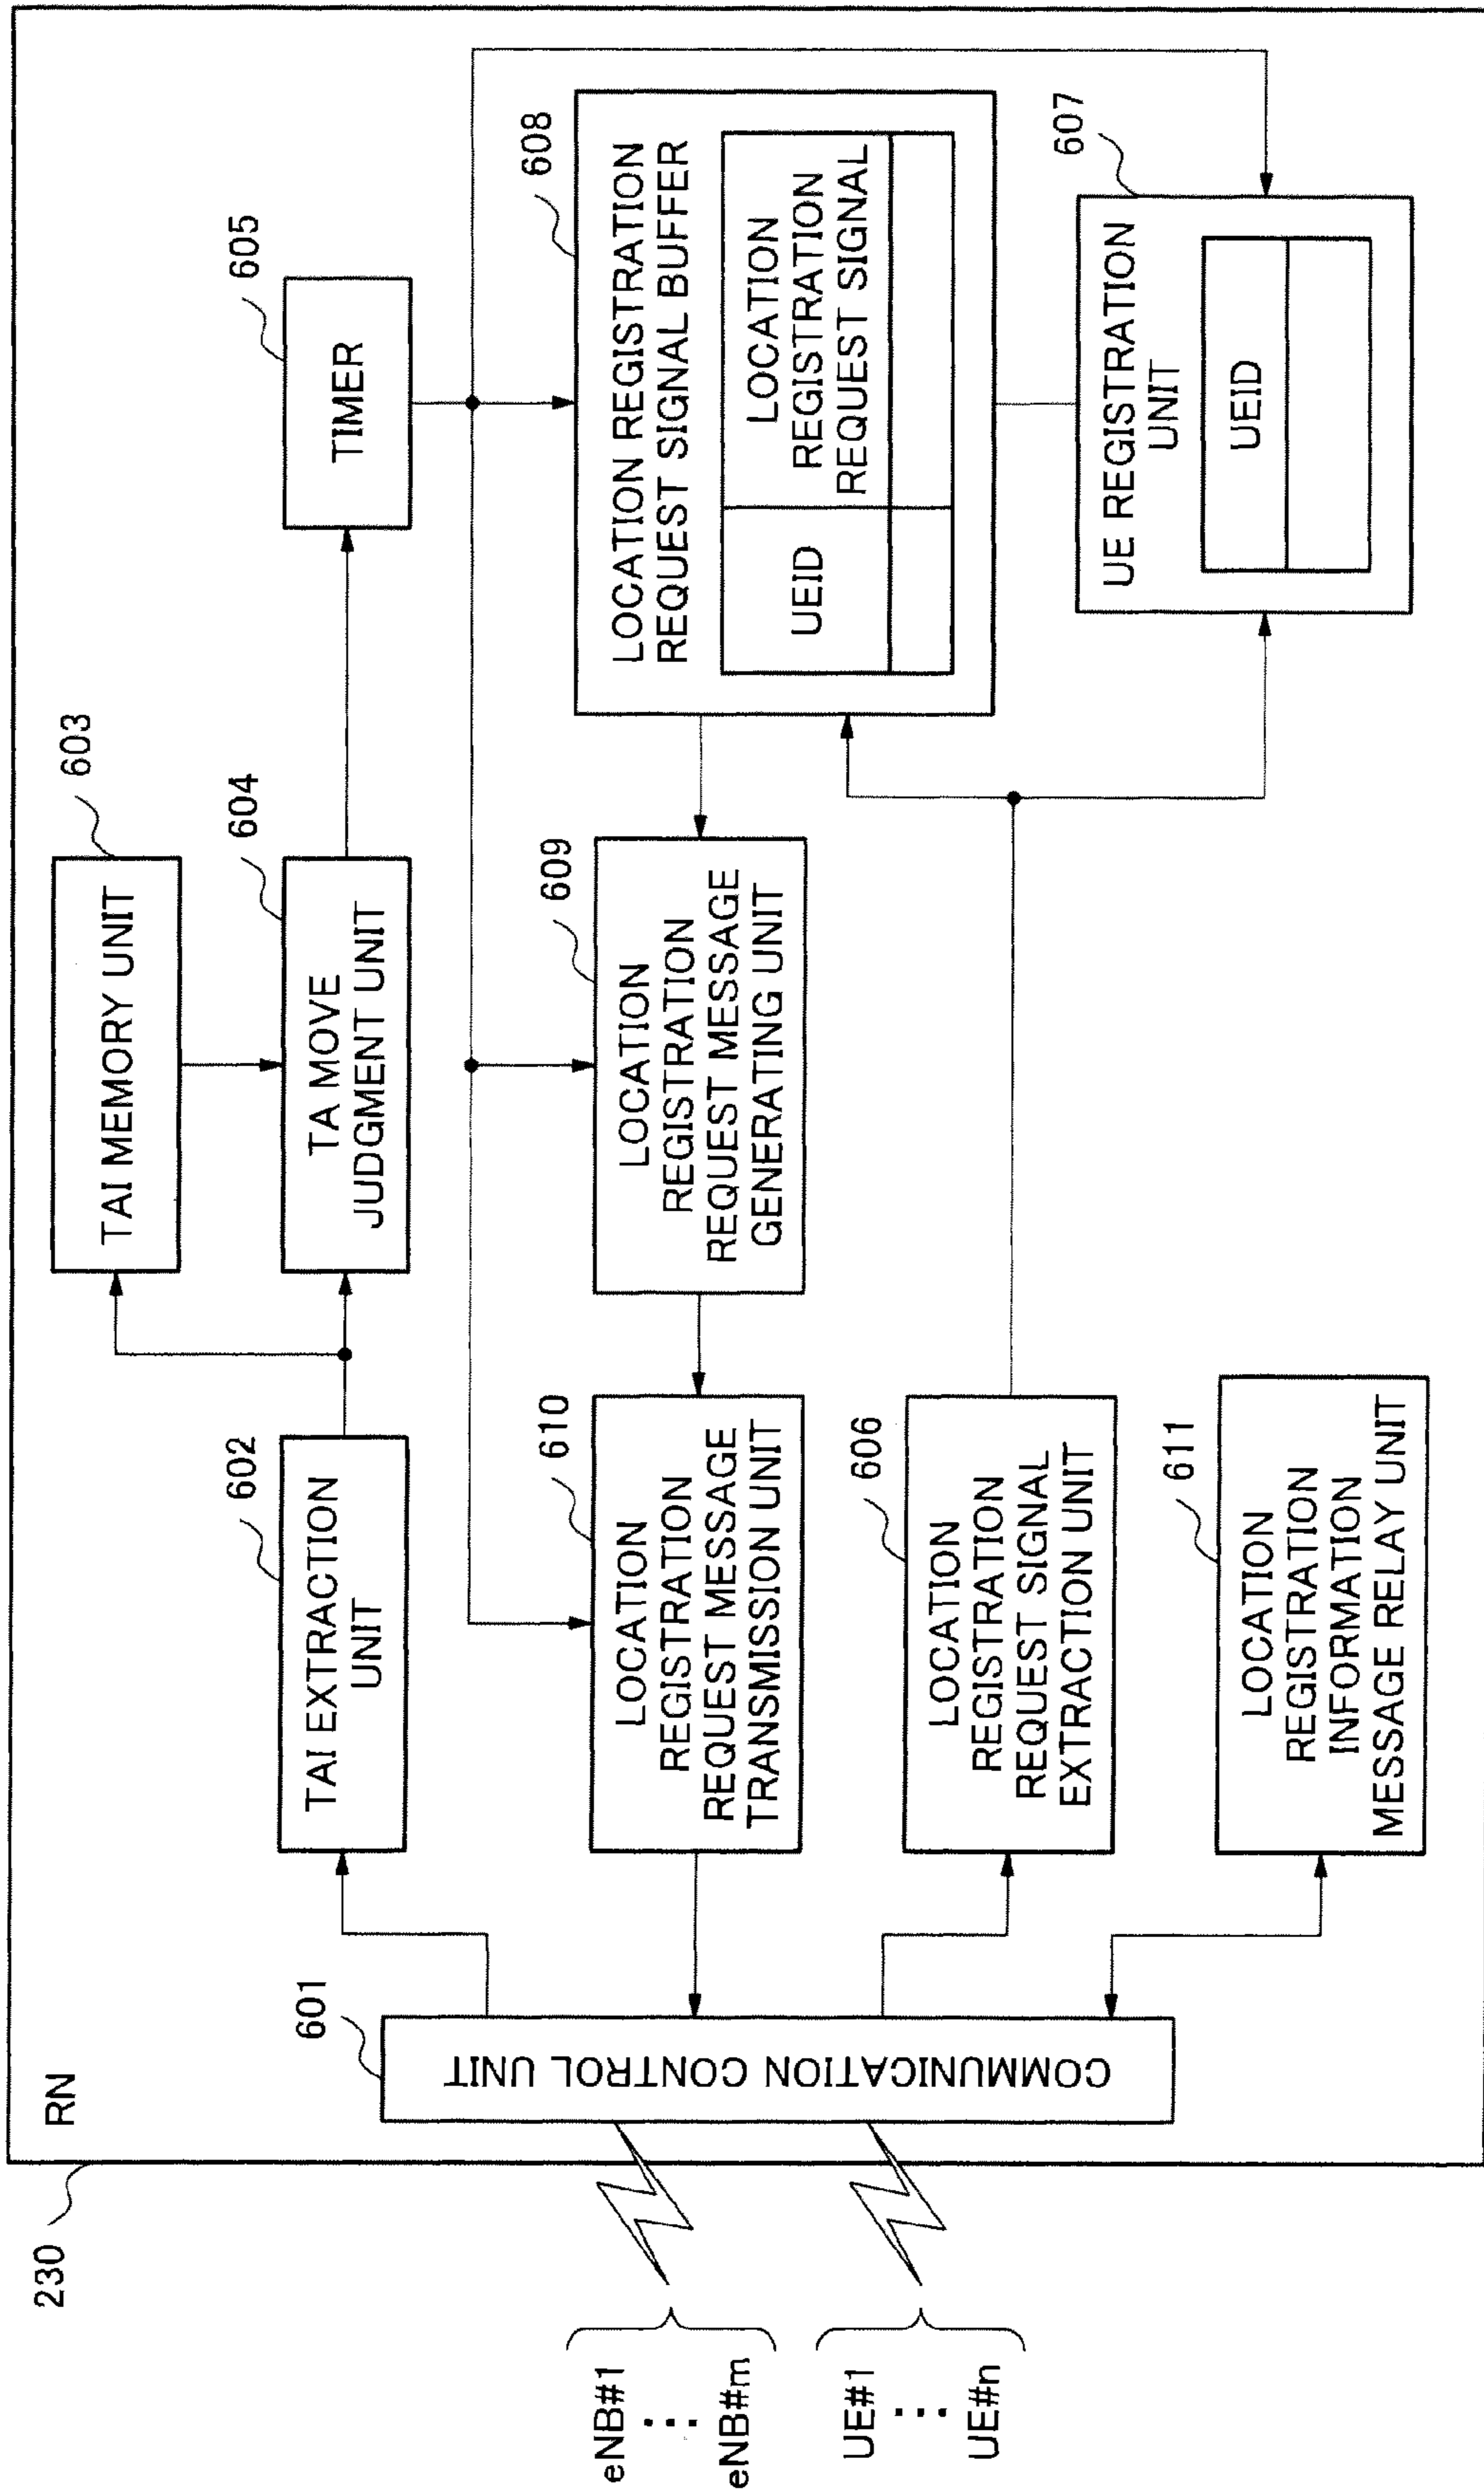 230
RN
eNB#1
...
eNB#m
UE#1
...
UE#n
601
COMMUNICATION CONTROL UNIT
602
TAI EXTRACTION
UNIT
603
TAI MEMORY UNIT
604
TA MOVE
JUDGMENT UNIT
605
TIMER
610
LOCATION
REGISTRATION
REQUEST MESSAGE
TRANSMISSION UNIT
609
LOCATION
REGISTRATION
REQUEST MESSAGE
GENERATING UNIT
608
LOCATION REGISTRATION
REQUEST SIGNAL BUFFER
UEID
LOCATION
REGISTRATION
REQUEST SIGNAL
606
LOCATION
REGISTRATION
REQUEST SIGNAL
EXTRACTION UNIT
607
UE REGISTRATION
UNIT
UEID
611
LOCATION
REGISTRATION
INFORMATION
MESSAGE RELAY UNIT